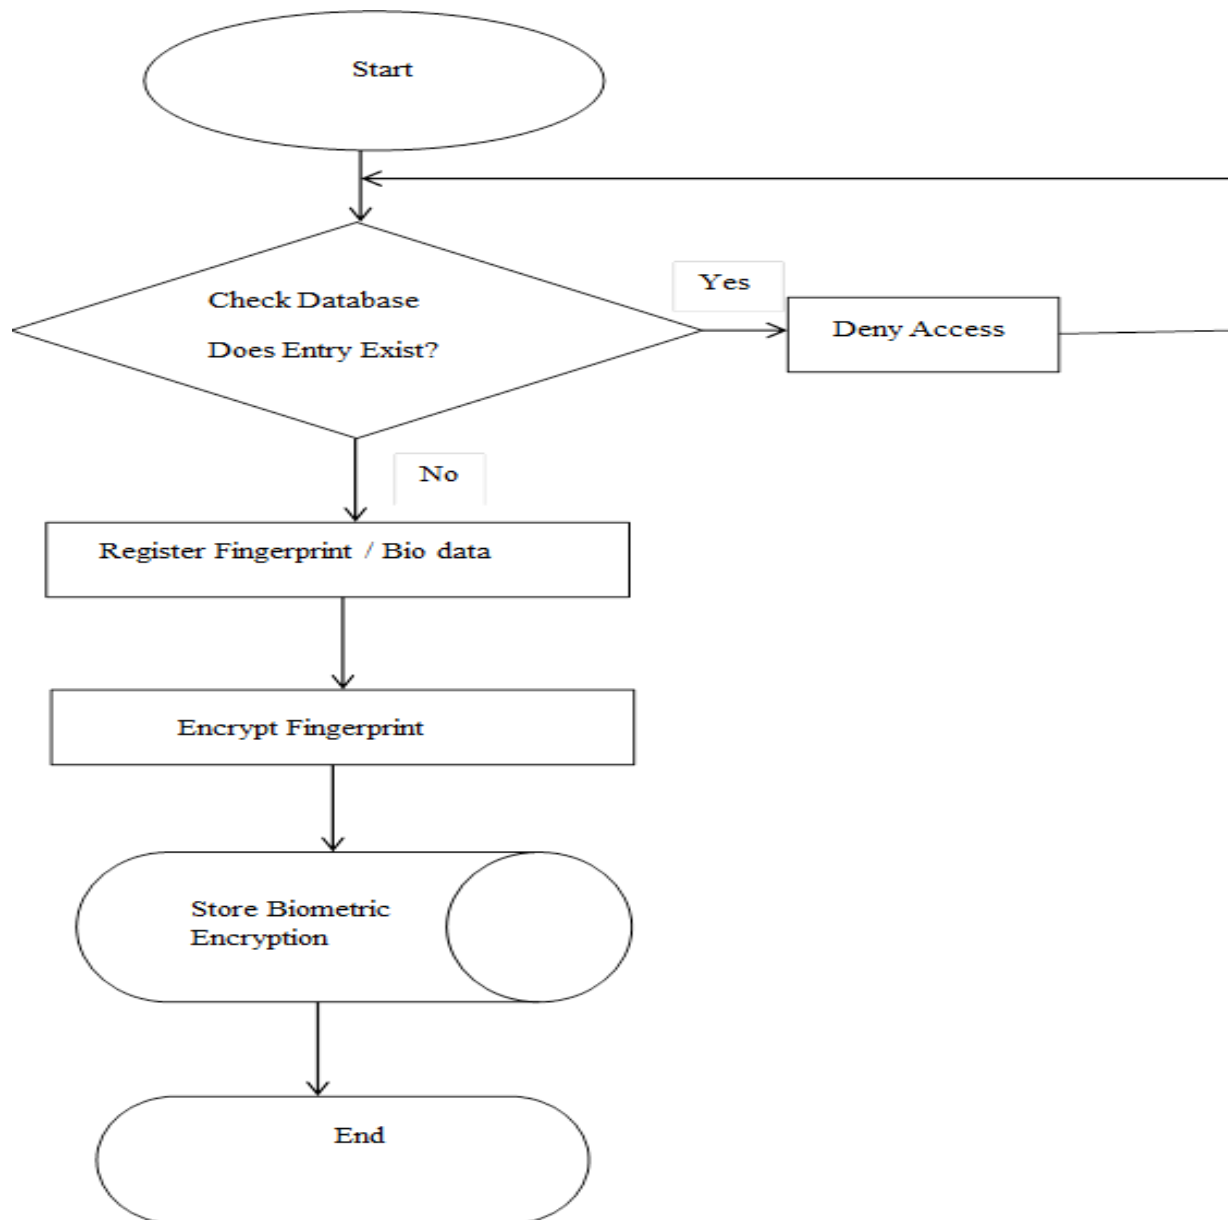 Start
Check Database
Does Entry Exist?
Yes
Deny Access
No
Register Fingerprint / Bio data
Encrypt Fingerprint
Store Biometric
Encryption
End